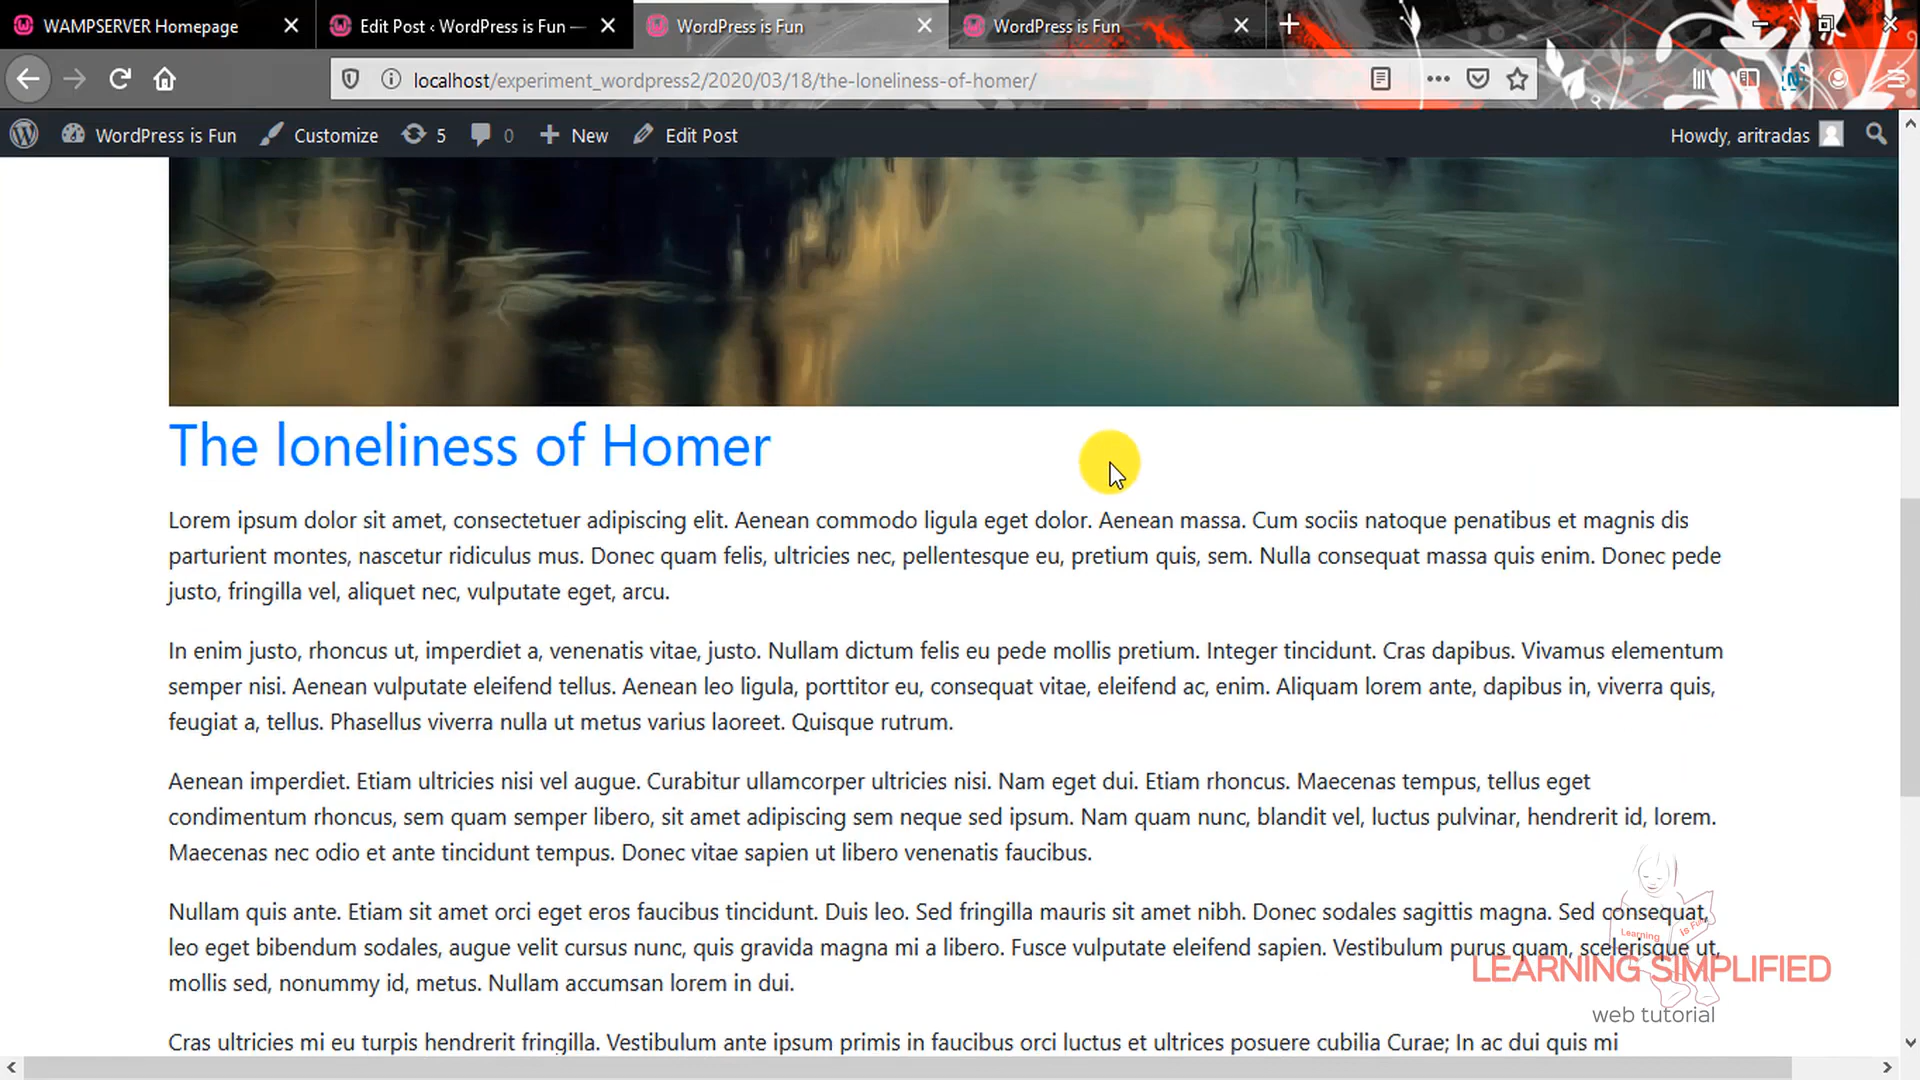 WAMPSERVER Homepage
Edit Post ‹ WordPress is Fun —
WordPress is Fun
WordPress is Fun
localhost/experiment_wordpress2/2020/03/18/the-loneliness-of-homer/
WordPress is Fun
Customize
5
0
New
Edit Post
Howdy, aritradas
The loneliness of Homer
Lorem ipsum dolor sit amet, consectetuer adipiscing elit. Aenean commodo ligula eget dolor. Aenean massa. Cum sociis natoque penatibus et magnis dis
parturient montes, nascetur ridiculus mus. Donec quam felis, ultricies nec, pellentesque eu, pretium quis, sem. Nulla consequat massa quis enim. Donec pede
justo, fringilla vel, aliquet nec, vulputate eget, arcu.
In enim justo, rhoncus ut, imperdiet a, venenatis vitae, justo. Nullam dictum felis eu pede mollis pretium. Integer tincidunt. Cras dapibus. Vivamus elementum
semper nisi. Aenean vulputate eleifend tellus. Aenean leo ligula, porttitor eu, consequat vitae, eleifend ac, enim. Aliquam lorem ante, dapibus in, viverra quis,
feugiat a, tellus. Phasellus viverra nulla ut metus varius laoreet. Quisque rutrum.
Aenean imperdiet. Etiam ultricies nisi vel augue. Curabitur ullamcorper ultricies nisi. Nam eget dui. Etiam rhoncus. Maecenas tempus, tellus eget
condimentum rhoncus, sem quam semper libero, sit amet adipiscing sem neque sed ipsum. Nam quam nunc, blandit vel, luctus pulvinar, hendrerit id, lorem.
Maecenas nec odio et ante tincidunt tempus. Donec vitae sapien ut libero venenatis faucibus.
Nullam quis ante. Etiam sit amet orci eget eros faucibus tincidunt. Duis leo. Sed fringilla mauris sit amet nibh. Donec sodales sagittis magna. Sed consequat,
leo eget bibendum sodales, augue velit cursus nunc, quis gravida magna mi a libero. Fusce vulputate eleifend sapien. Vestibulum purus quam, scelerisque ut,
mollis sed, nonummy id, metus. Nullam accumsan lorem in dui.
Cras ultricies mi eu turpis hendrerit fringilla. Vestibulum ante ipsum primis in faucibus orci luctus et ultrices posuere cubilia Curae; In ac dui quis mi
Learning is Fun
LEARNING SIMPLIFIED
web tutorial